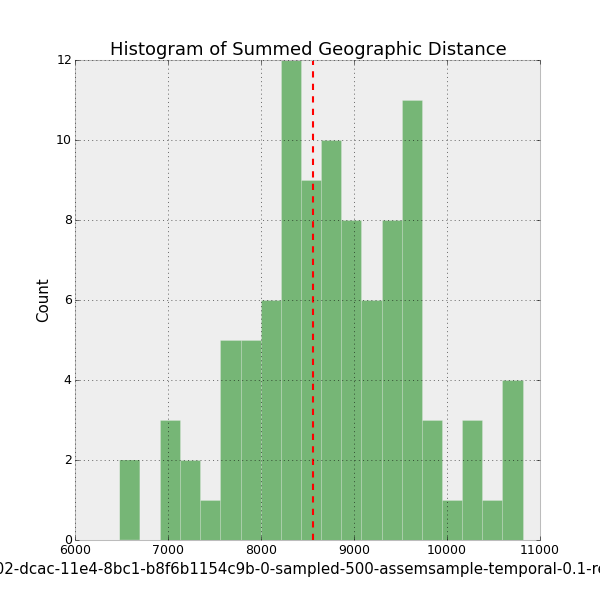 Histogram of Summed Geographic Distance
12
10
8
6
4
2
0
Count
6000 7000 8000 9000 10000 11000
02-dcac-11e4-8bc1-b8f6b1154c9b-0-sampled-500-assemsample-temporal-0.1-re